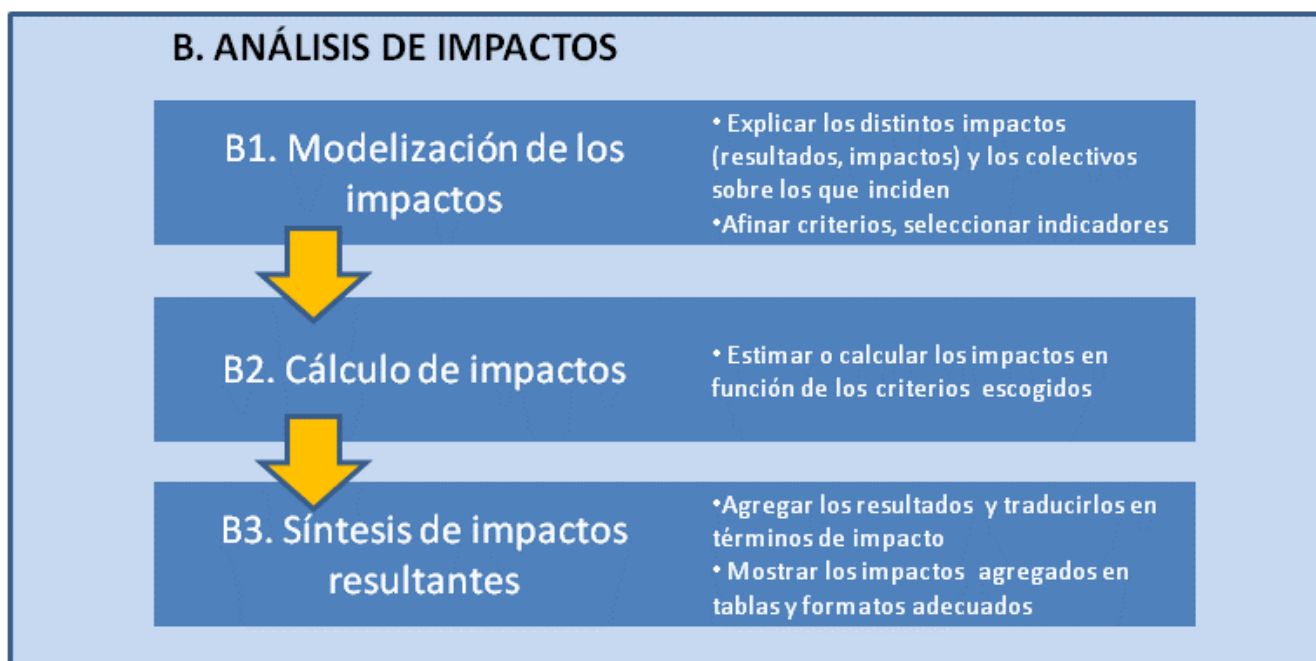 B. ANÁLISIS DE IMPACTOS
B1. Modelización de los
impactos
• Explicar los distintos impactos
(resultados, impactos) y los colectivos
sobre los que inciden
•Afinar criterios, seleccionar indicadores
B2. Cálculo de impactos
• Estimar o calcular los impactos en
función de los criterios escogidos
B3. Síntesis de impactos
resultantes
•Agregar los resultados y traducirlos en
términos de impacto
• Mostrar los impactos agregados en
tablas y formatos adecuados